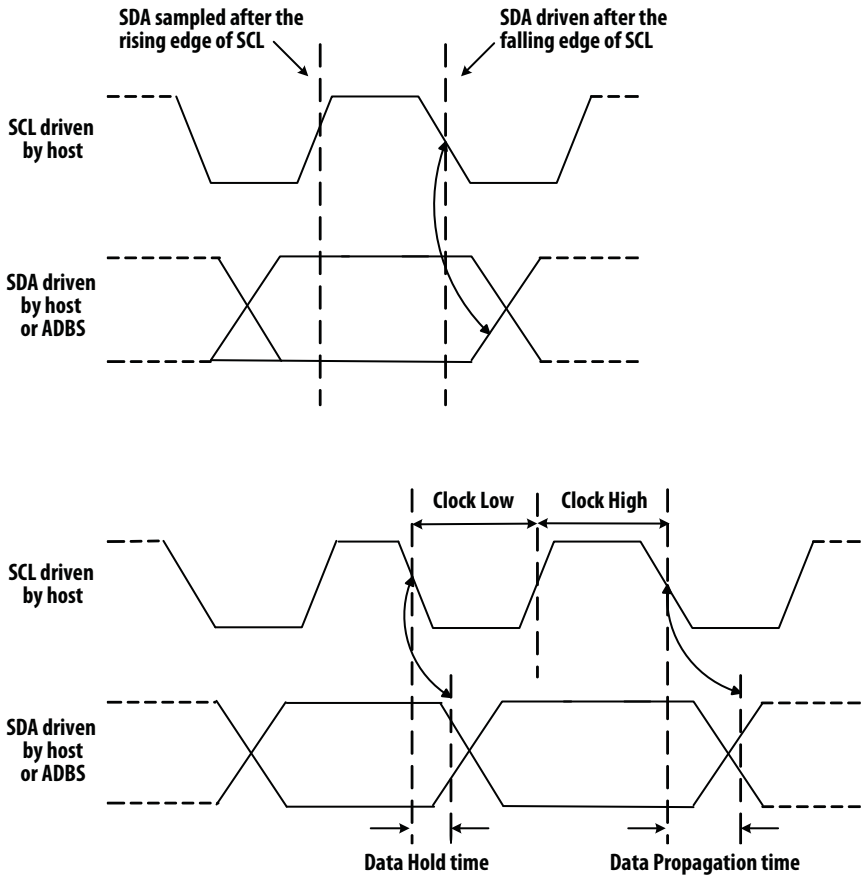 SDA sampled after the
rising edge of SCL
SDA driven after the
falling edge of SCL
SCL driven
by host
SDA driven
by host
or ADBS
Clock Low
Clock High
SCL driven
by host
SDA driven
by host
or ADBS
Data Hold time
Data Propagation time